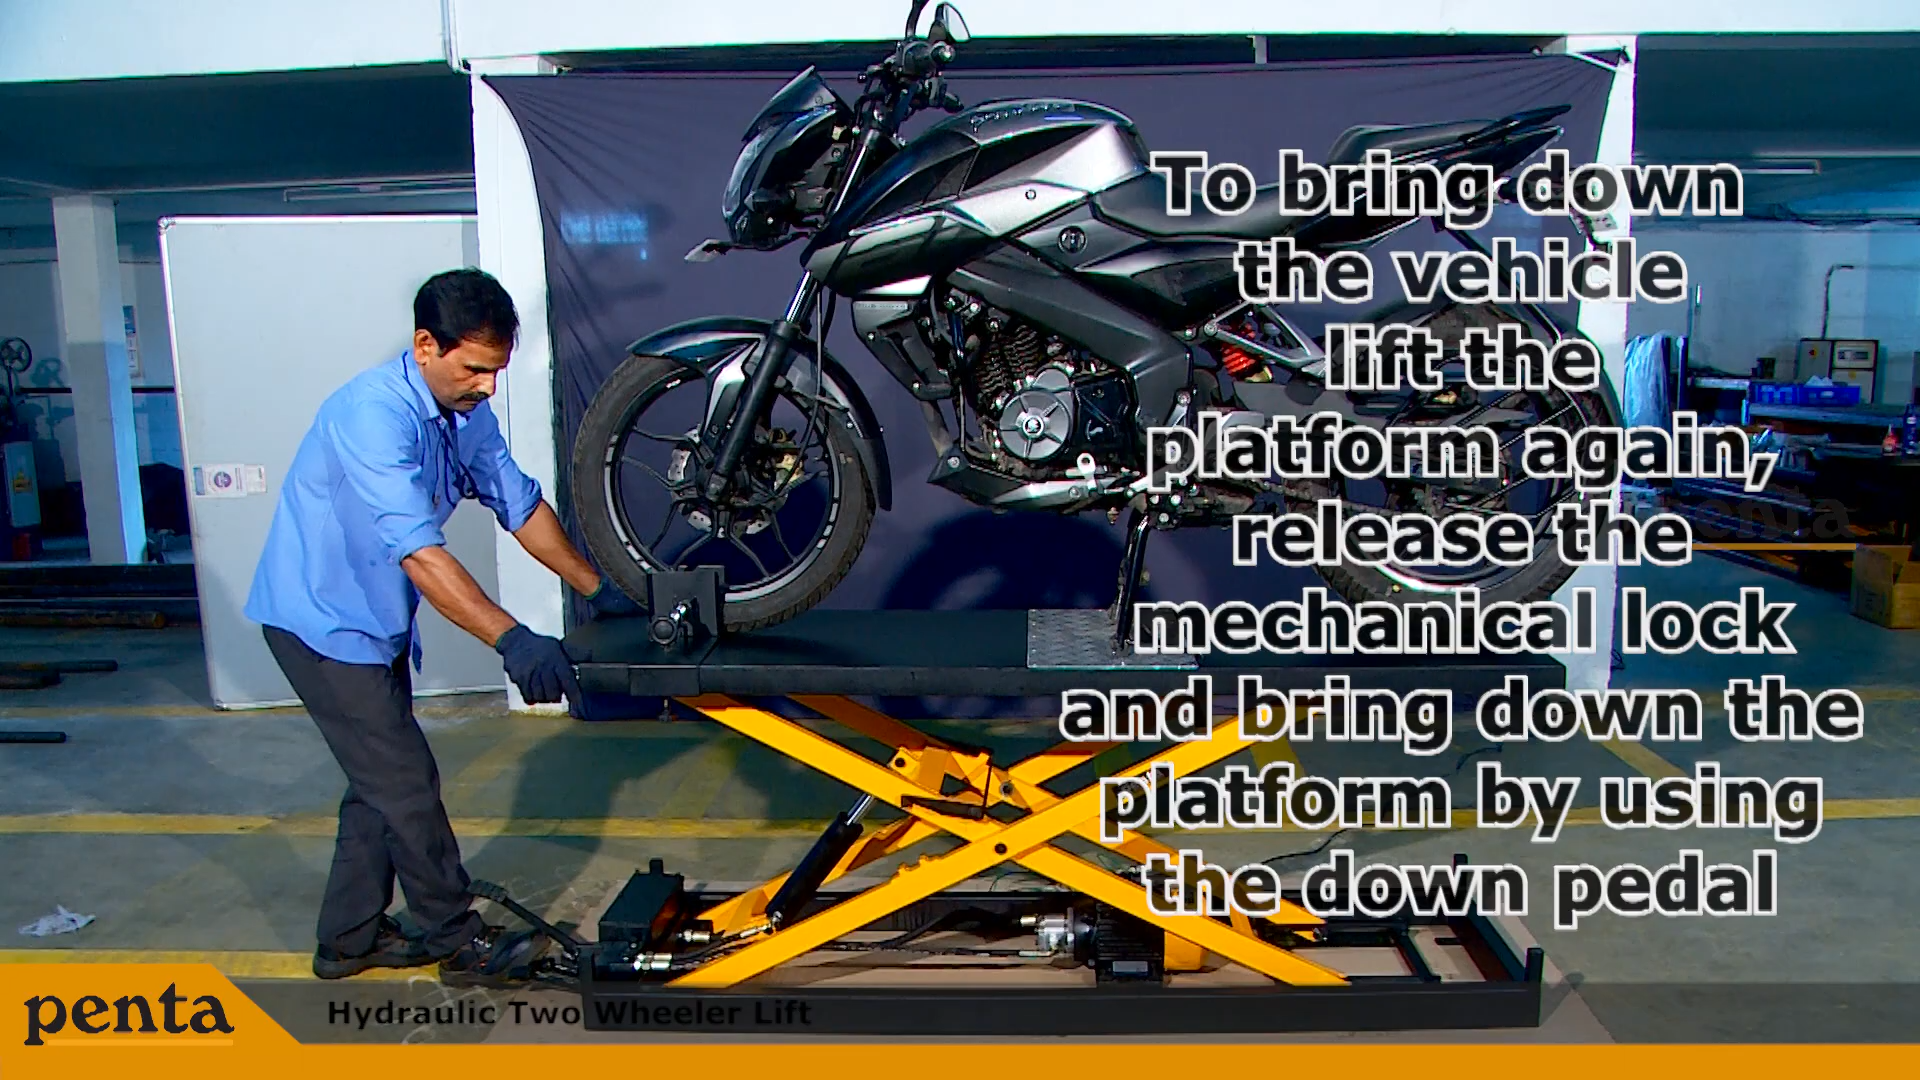 To bring down
the vehicle
lift the
platform again,
release the
mechanical lock
and bring down the
platform by using
the down pedal
penta
penta
Hydraulic Two Wheeler Lift